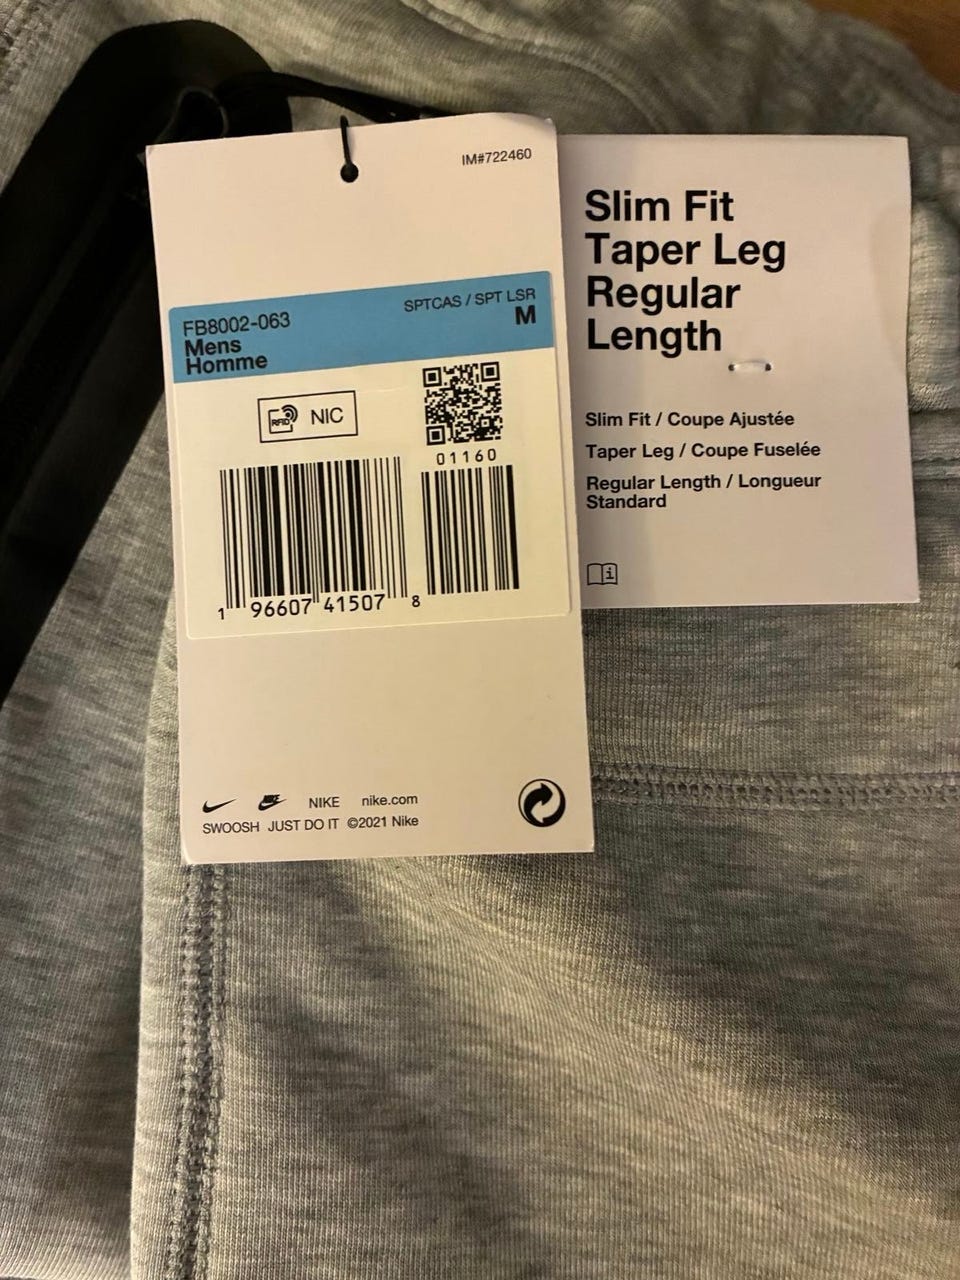 IM#722460
FB8002-063
SPTCAS / SPT LSR
Mens
M
Homme
RFID NIC
01160
1 96607 41507 8
NIKE nike.com
SWOOSH JUST DO IT ©2021 Nike
Slim Fit
Taper Leg
Regular
Length
Slim Fit / Coupe Ajustée
Taper Leg / Coupe Fuselée
Regular Length / Longueur
Standard
i